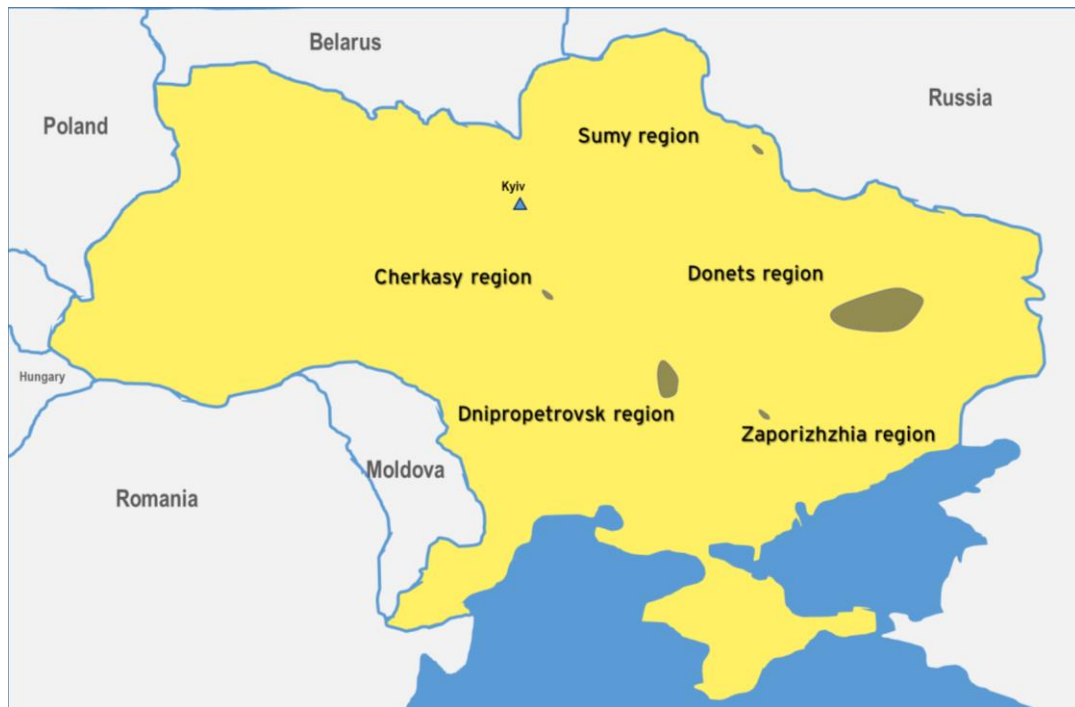 Belarus
Russia
Poland
Sumy region
Kyiv
Cherkasy region
Donets region
Hungary
Dnipropetrovsk region
Zaporizhzhia region
Moldova
Romania